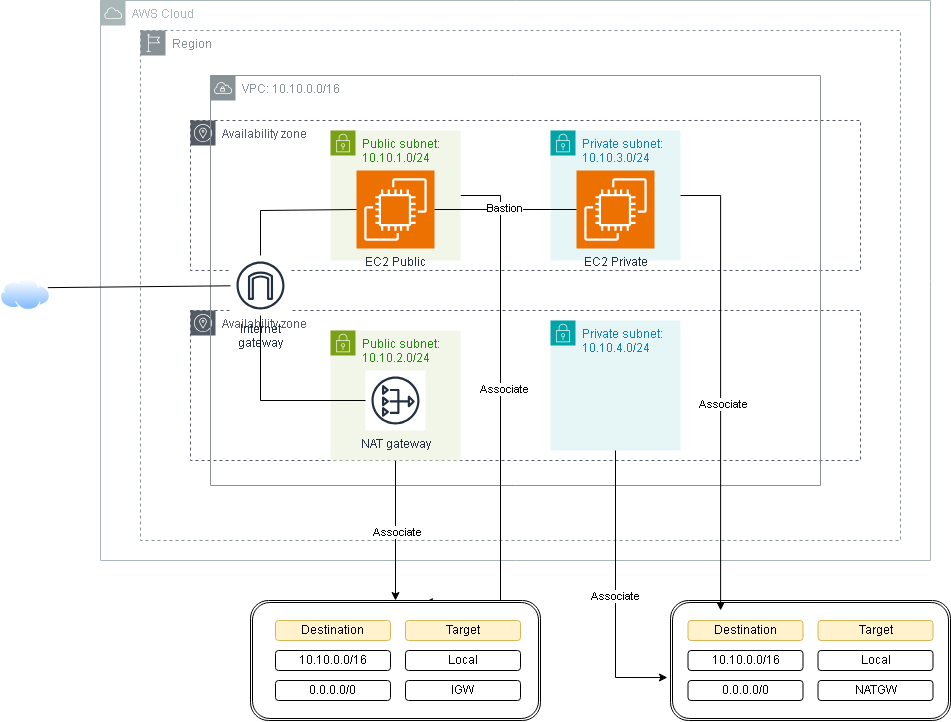 AWS Cloud
Region
VPC: 10.10.0.0/16
Availability zone
Public subnet:
10.10.1.0/24
Private subnet:
10.10.3.0/24
Bastion
EC2 Public
EC2 Private
Availability zone
Internet
gateway
Public subnet:
10.10.2.0/24
Private subnet:
10.10.4.0/24
Associate
Associate
NAT gateway
Associate
Associate
Destination
Target
10.10.0.0/16
Local
0.0.0.0/0
IGW
Destination
Target
10.10.0.0/16
Local
0.0.0.0/0
NATGW